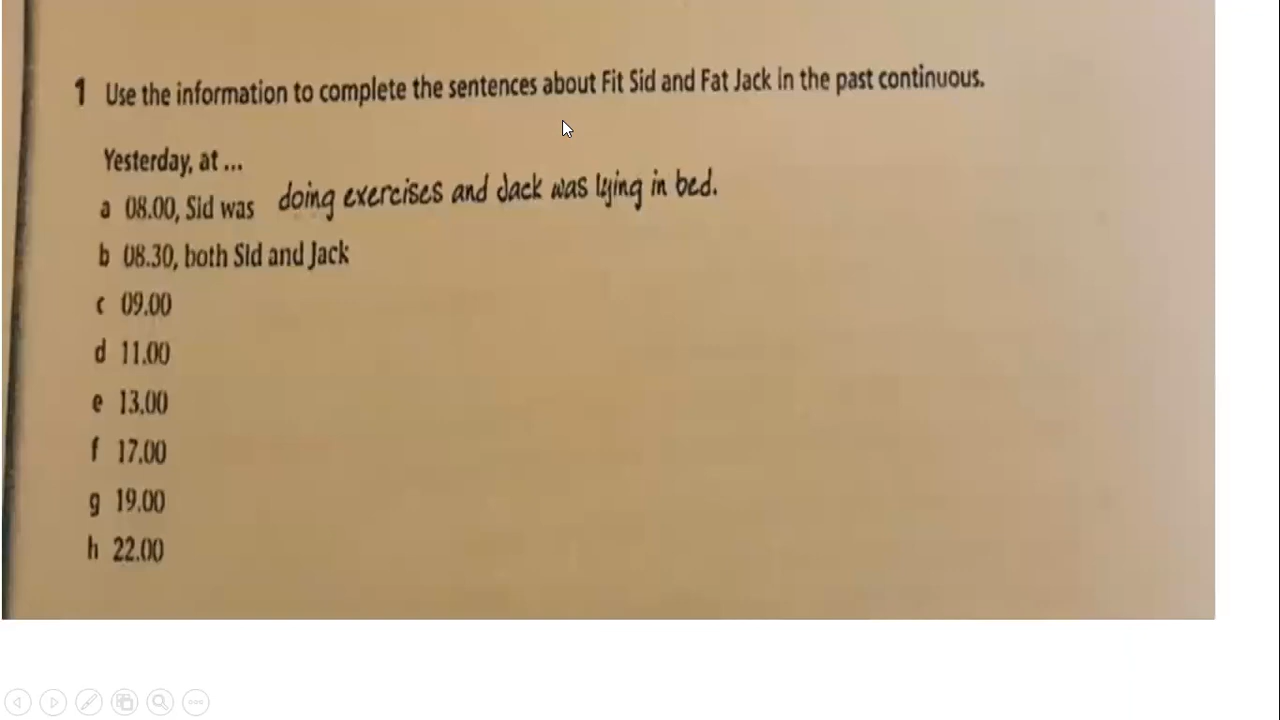 1 Use the information to complete the sentences about Fit Sid and Fat Jack in the past continuous.
Yesterday, at ...
a 08.00, Sid was doing exercises and Jack was lying in bed.
b 08.30, both Sid and Jack
c 09.00
d 11.00
e 13.00
f 17.00
g 19.00
h 22.00